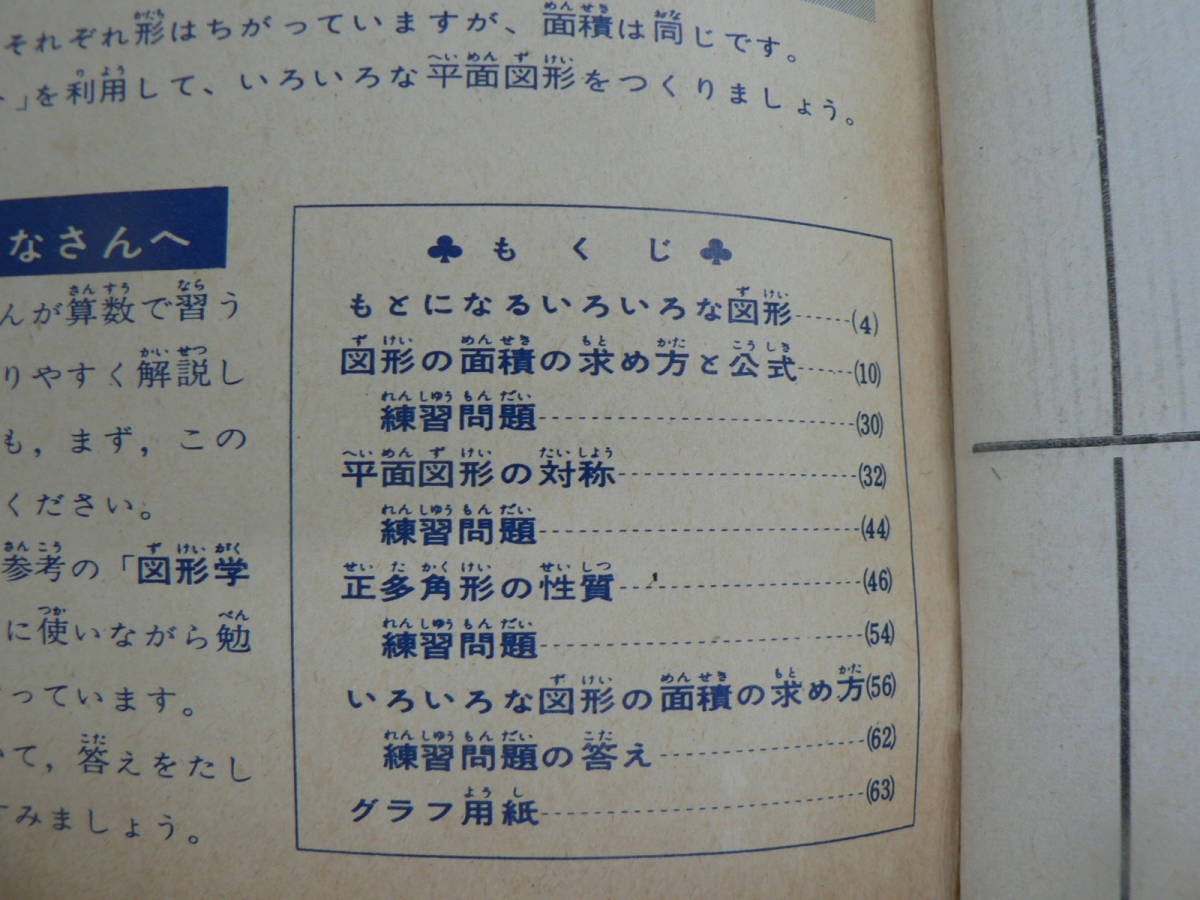 それぞれ形はちがっていますが、面積は同じです。
」を利用して、いろいろな平面図形をつくりましょう。
なさんへ
んが算数で習う
りやすく解説し
も，まず，この
ください。
参考の「図形学
に使いながら勉
っています。
て，答えをたし
みましょう。
♣ もくじ ♣
もとになるいろいろな図形……(4)
図形の面積の求め方と公式……(10)
練習問題……(30)
平面図形の対称……(32)
練習問題……(44)
正多角形の性質……(46)
練習問題……(54)
いろいろな図形の面積の求め方(56)
練習問題の答え……(62)
グラフ用紙……(63)